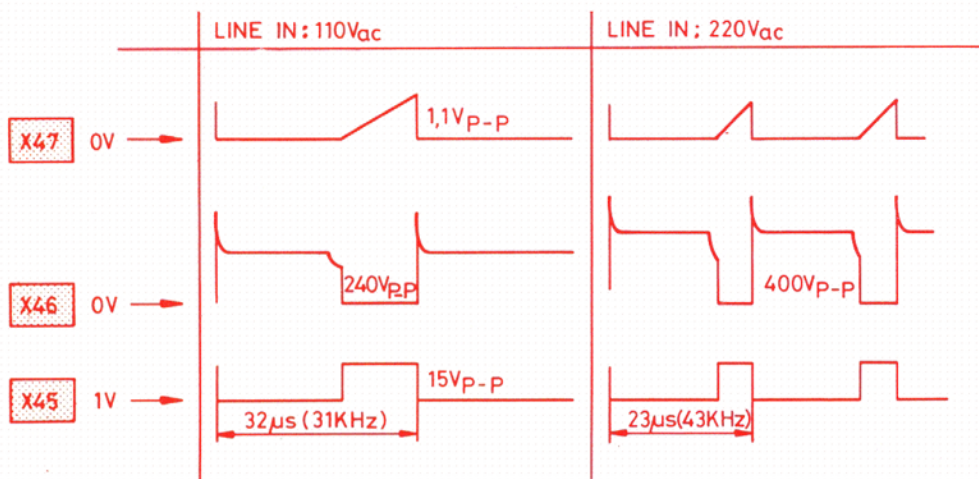 LINE IN: 110Vac
LINE IN: 220Vac
X47 0V
1,1Vp-p
X46 0V
240Vp-p
400Vp-p
X45 1V
15Vp-p
32µs (31KHz)
23µs(43KHz)